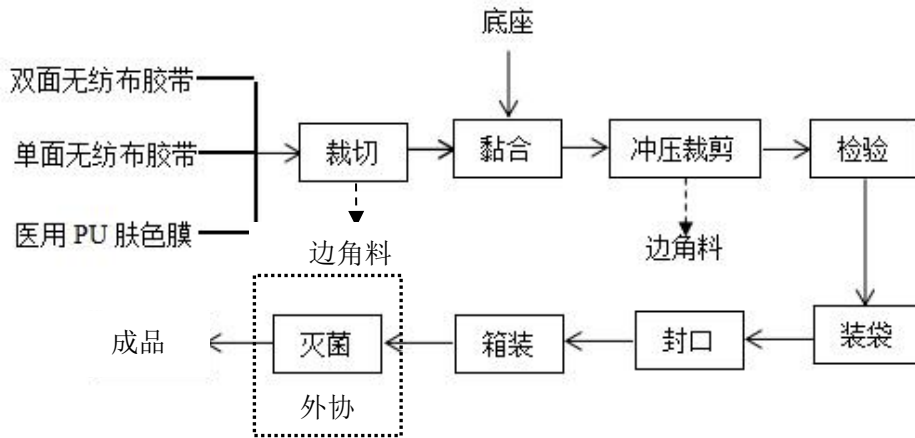 底座
双面无纺布胶带
单面无纺布胶带
医用 PU 肤色膜
裁切
黏合
冲压裁剪
检验
边角料
边角料
成品
灭菌
箱装
封口
装袋
外协